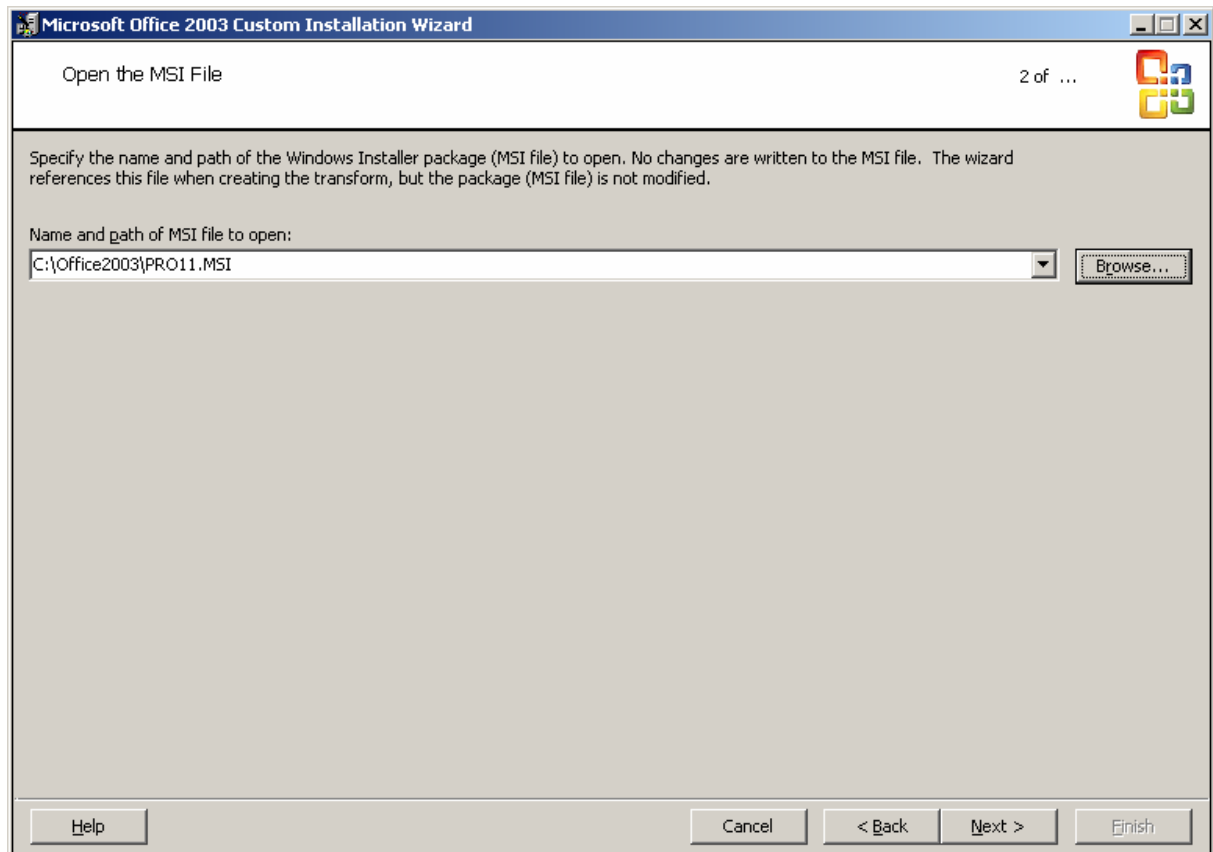 Microsoft Office 2003 Custom Installation Wizard
Open the MSI File
2 of ...
Specify the name and path of the Windows Installer package (MSI file) to open. No changes are written to the MSI file.  The wizard
references this file when creating the transform, but the package (MSI file) is not modified.
Name and path of MSI file to open:
C:\Office2003\PRO11.MSI
Browse...
Help
Cancel
< Back
Next >
Finish